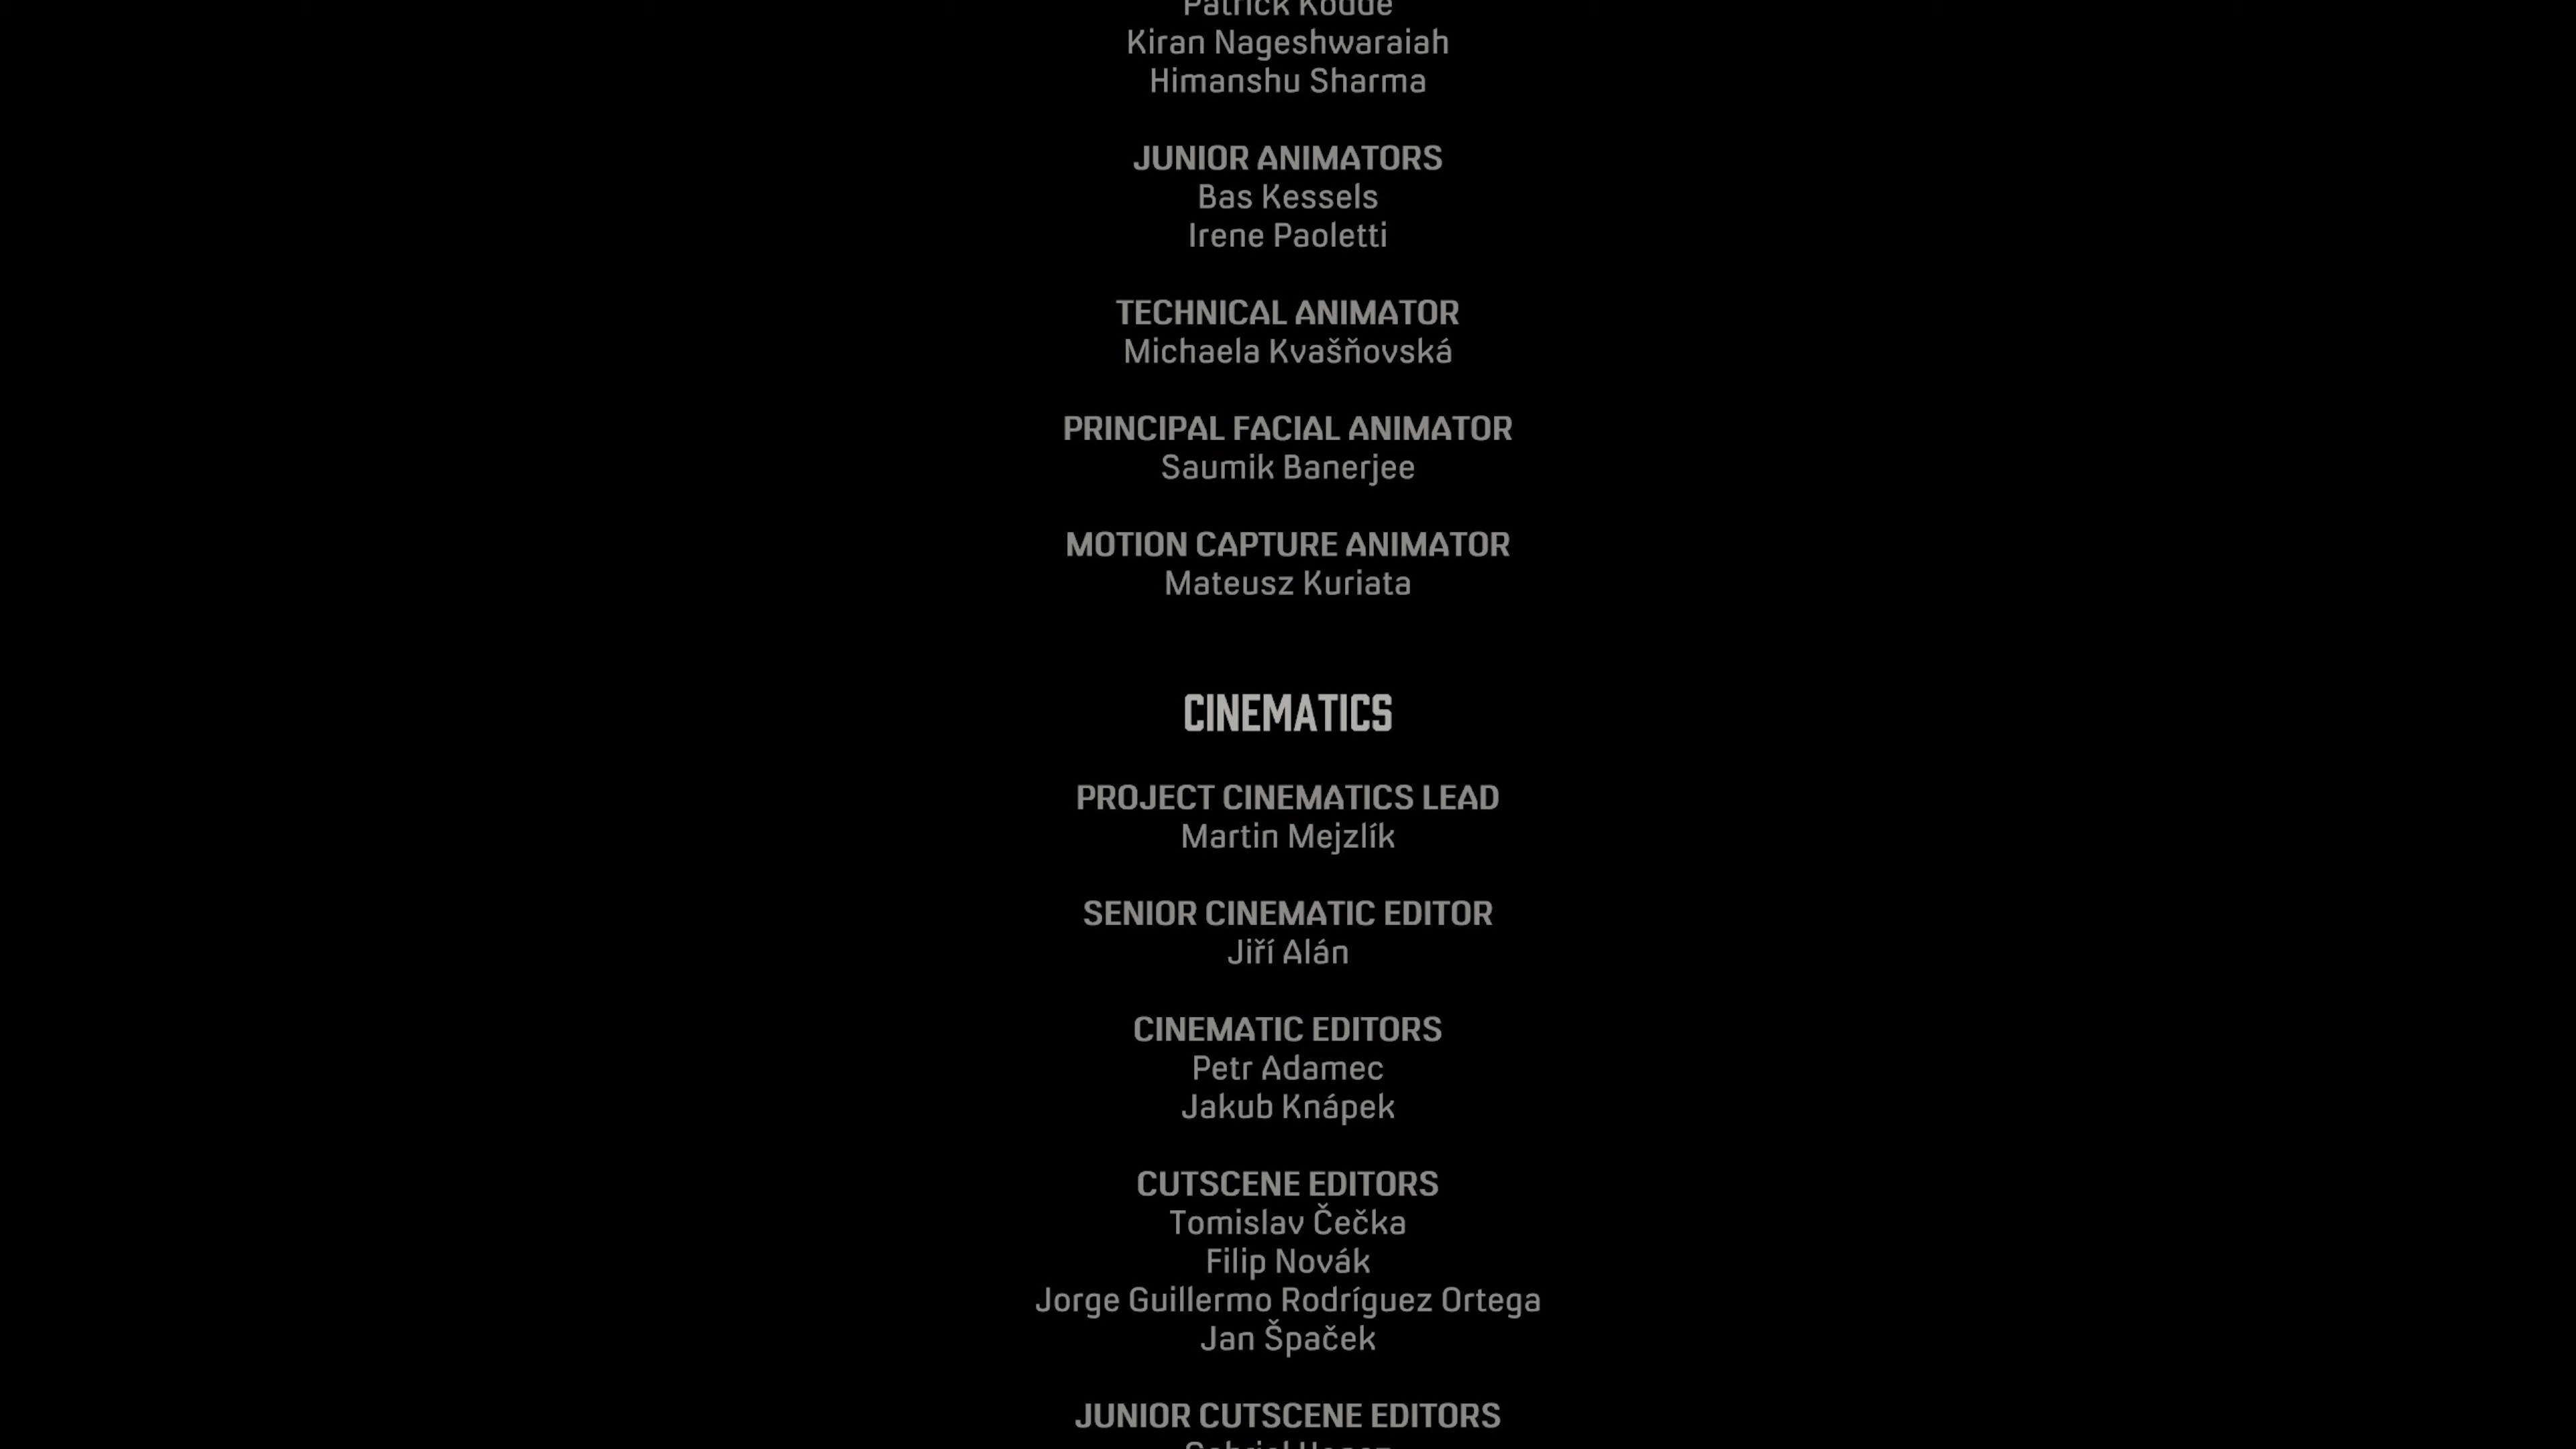 Patrick Kodde
Kiran Nageshwaraiah
Himanshu Sharma
JUNIOR ANIMATORS
Bas Kessels
Irene Paoletti
TECHNICAL ANIMATOR
Michaela Kvašňovská
PRINCIPAL FACIAL ANIMATOR
Saumik Banerjee
MOTION CAPTURE ANIMATOR
Mateusz Kuriata
CINEMATICS
PROJECT CINEMATICS LEAD
Martin Mejzlík
SENIOR CINEMATIC EDITOR
Jiří Alán
CINEMATIC EDITORS
Petr Adamec
Jakub Knápek
CUTSCENE EDITORS
Tomislav Čečka
Filip Novák
Jorge Guillermo Rodríguez Ortega
Jan Špaček
JUNIOR CUTSCENE EDITORS